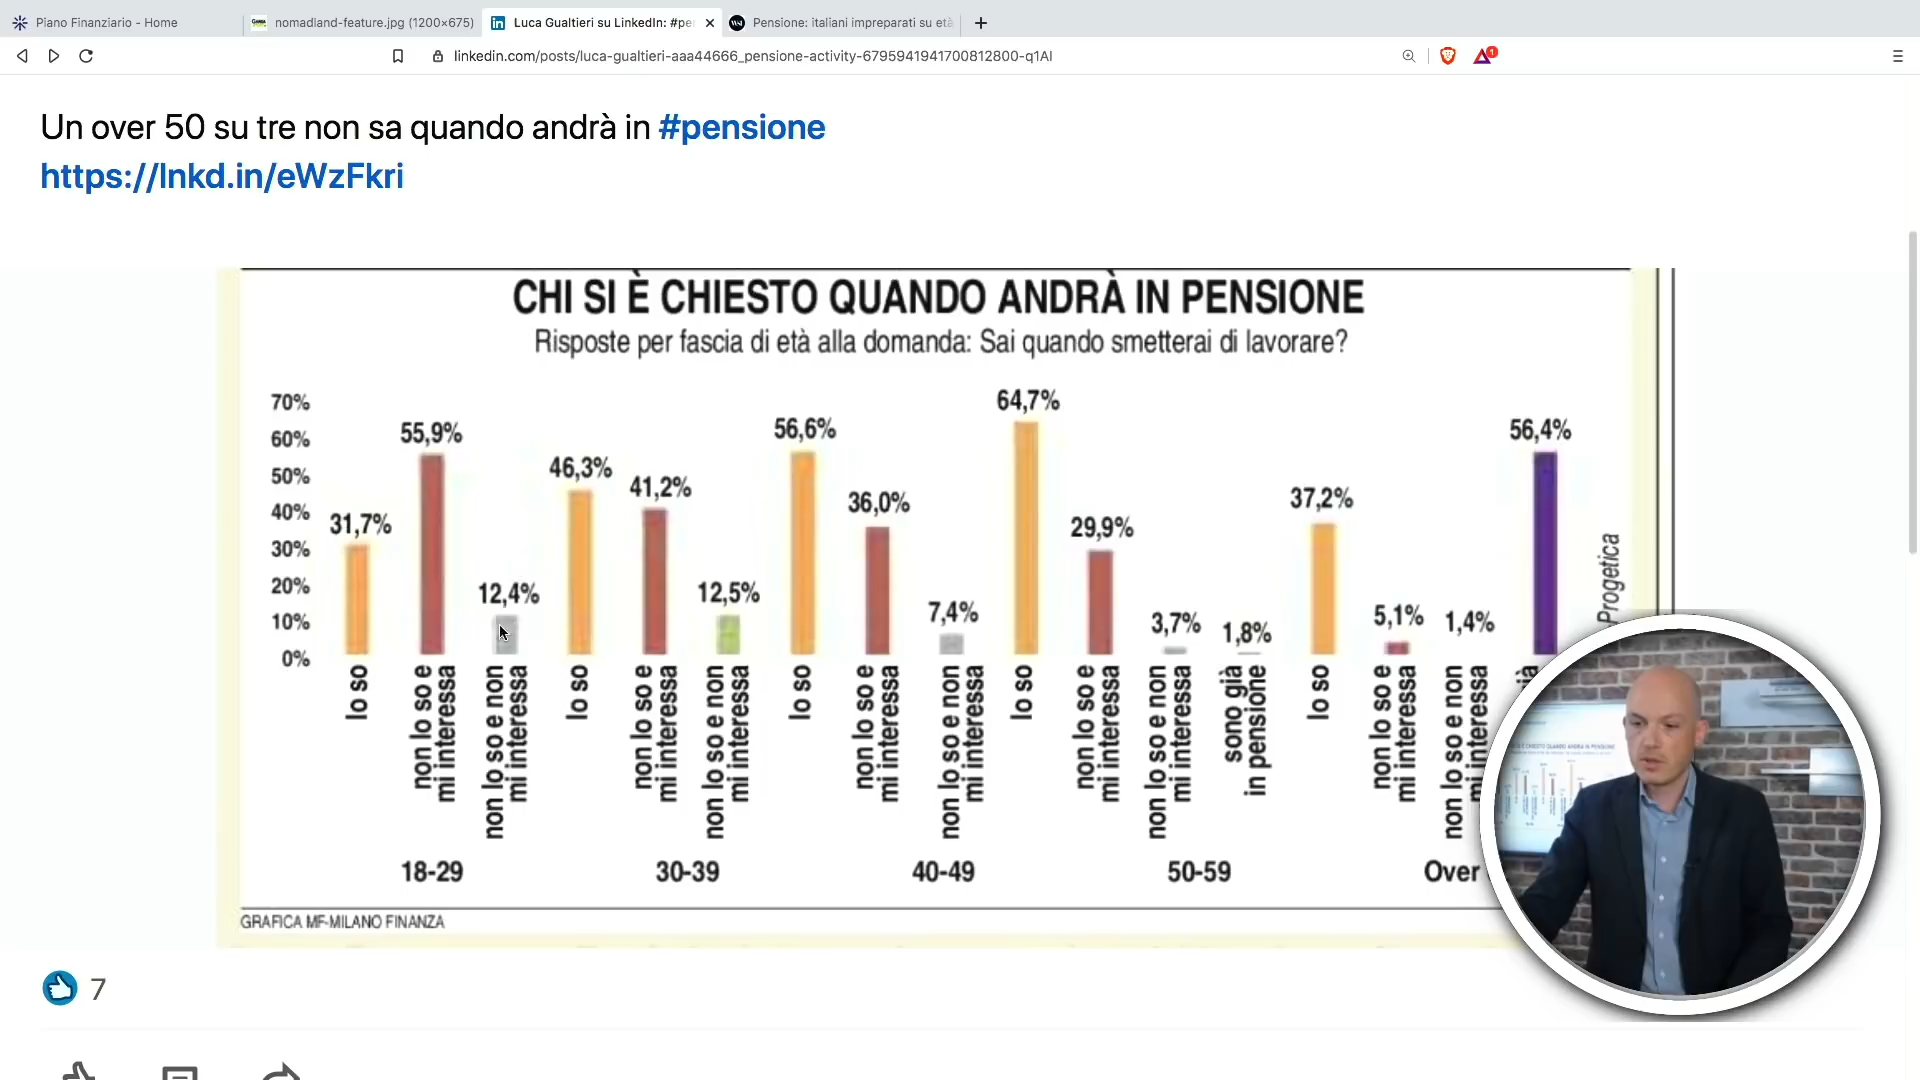 Piano Finanziario - Home
nomadland-feature.jpg (1200×675)
Luca Gualtieri su LinkedIn: #pe
Pensione: italiani impreparati su età
linkedin.com/posts/luca-gualtieri-aaa44666_pensione-activity-6795941941700812800-q1AI
1
Un over 50 su tre non sa quando andrà in #pensione
https://lnkd.in/eWzFkri
CHI SI È CHIESTO QUANDO ANDRÀ IN PENSIONE
Risposte per fascia di età alla domanda: Sai quando smetterai di lavorare?
70%
60%
50%
40%
30%
20%
10%
0%
31,7%
55,9%
12,4%
46,3%
41,2%
12,5%
56,6%
36,0%
7,4%
64,7%
29,9%
3,7%
1,8%
37,2%
5,1%
1,4%
56,4%
lo so
non lo so e
mi interessa
non lo so e non
mi interessa
lo so
non lo so e
mi interessa
non lo so e non
mi interessa
lo so
non lo so e
mi interessa
non lo so e non
mi interessa
lo so
non lo so e
mi interessa
non lo so e non
mi interessa
sono già
in pensione
lo so
non lo so e
mi interessa
non lo so e non
mi interessa
18-29
30-39
40-49
50-59
Over
Progetica
GRAFICA MF-MILANO FINANZA
7